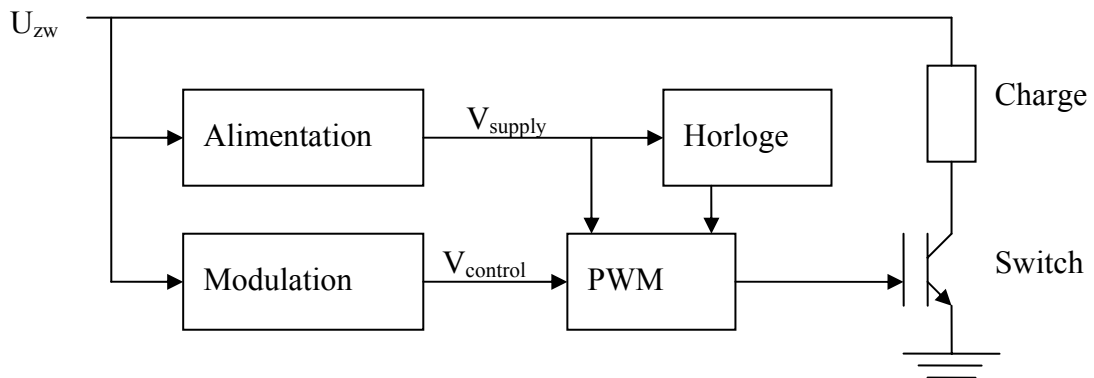 U_zw
Charge
V_supply
Alimentation
Horloge
V_control
Modulation
PWM
Switch